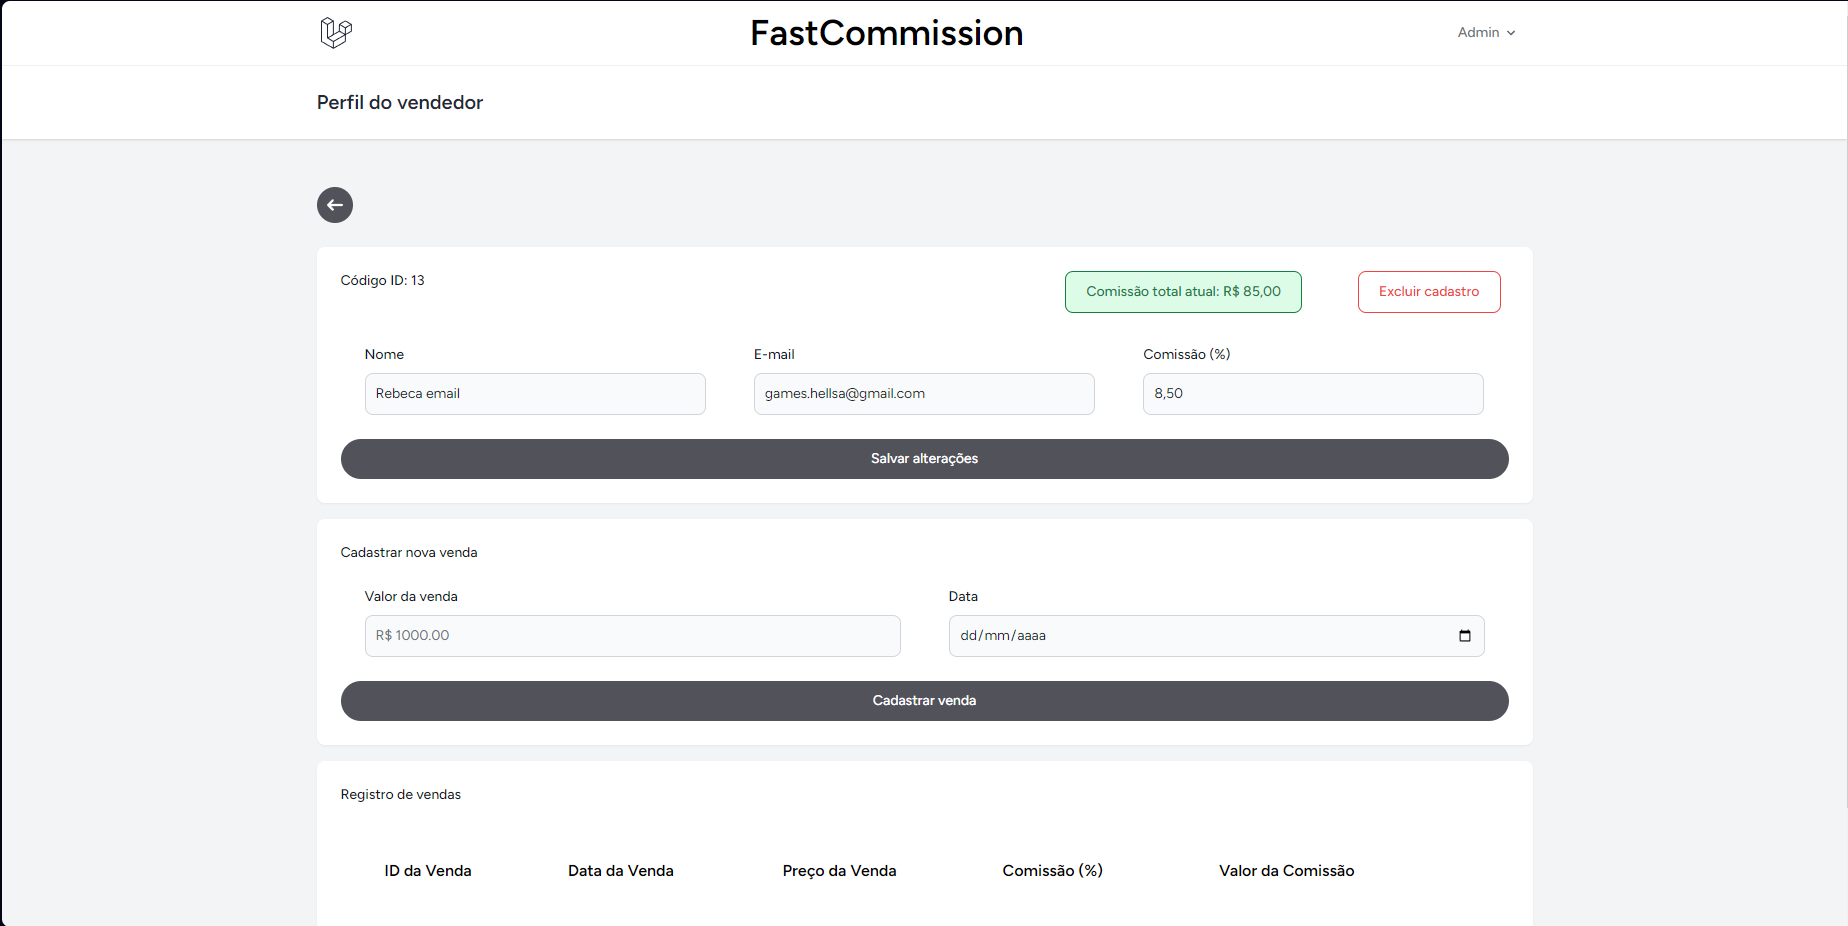 FastCommission
Admin
Perfil do vendedor
Código ID: 13
Comissão total atual: R$ 85,00
Excluir cadastro
Nome
E-mail
Comissão (%)
Rebeca email
games.hellsa@gmail.com
8,50
Salvar alterações
Cadastrar nova venda
Valor da venda
Data
R$ 1000.00
dd/mm/aaaa
Cadastrar venda
Registro de vendas
ID da Venda
Data da Venda
Preço da Venda
Comissão (%)
Valor da Comissão